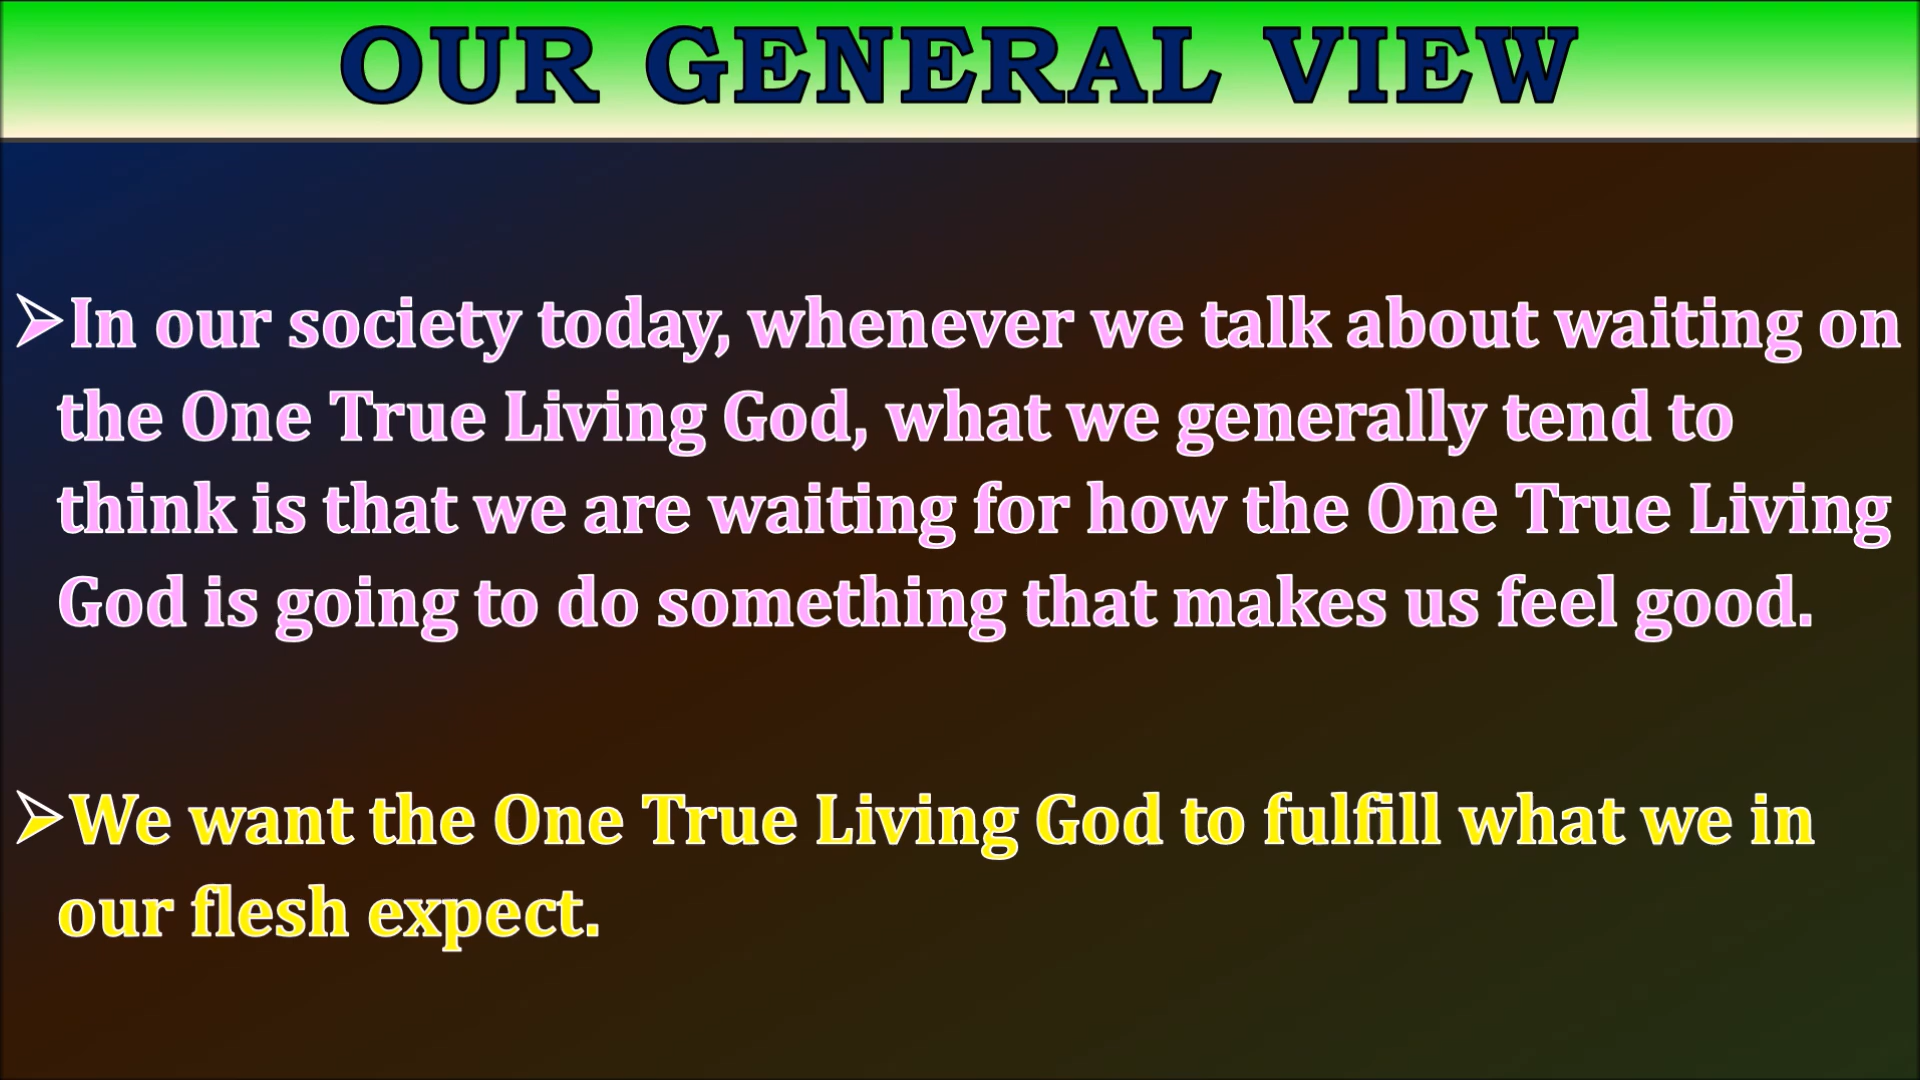 OUR GENERAL VIEW
➢In our society today, whenever we talk about waiting on
the One True Living God, what we generally tend to
think is that we are waiting for how the One True Living
God is going to do something that makes us feel good.
➢We want the One True Living God to fulfill what we in
our flesh expect.